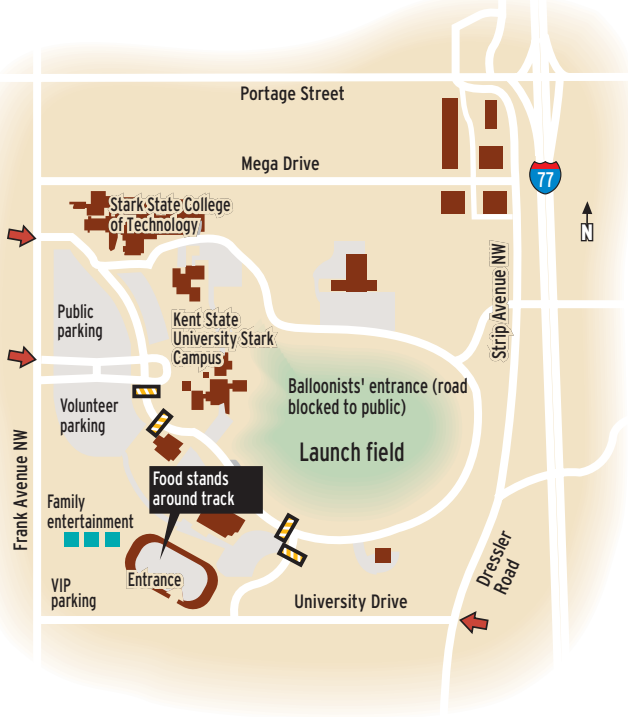 Portage Street
Mega Drive
77
N
Stark State College
of Technology
Strip Avenue NW
Public
parking
Kent State
University Stark
Campus
Balloonists' entrance (road
blocked to public)
Volunteer
parking
Launch field
Frank Avenue NW
Food stands
around track
Family
entertainment
Entrance
VIP
parking
University Drive
Dressler
Road